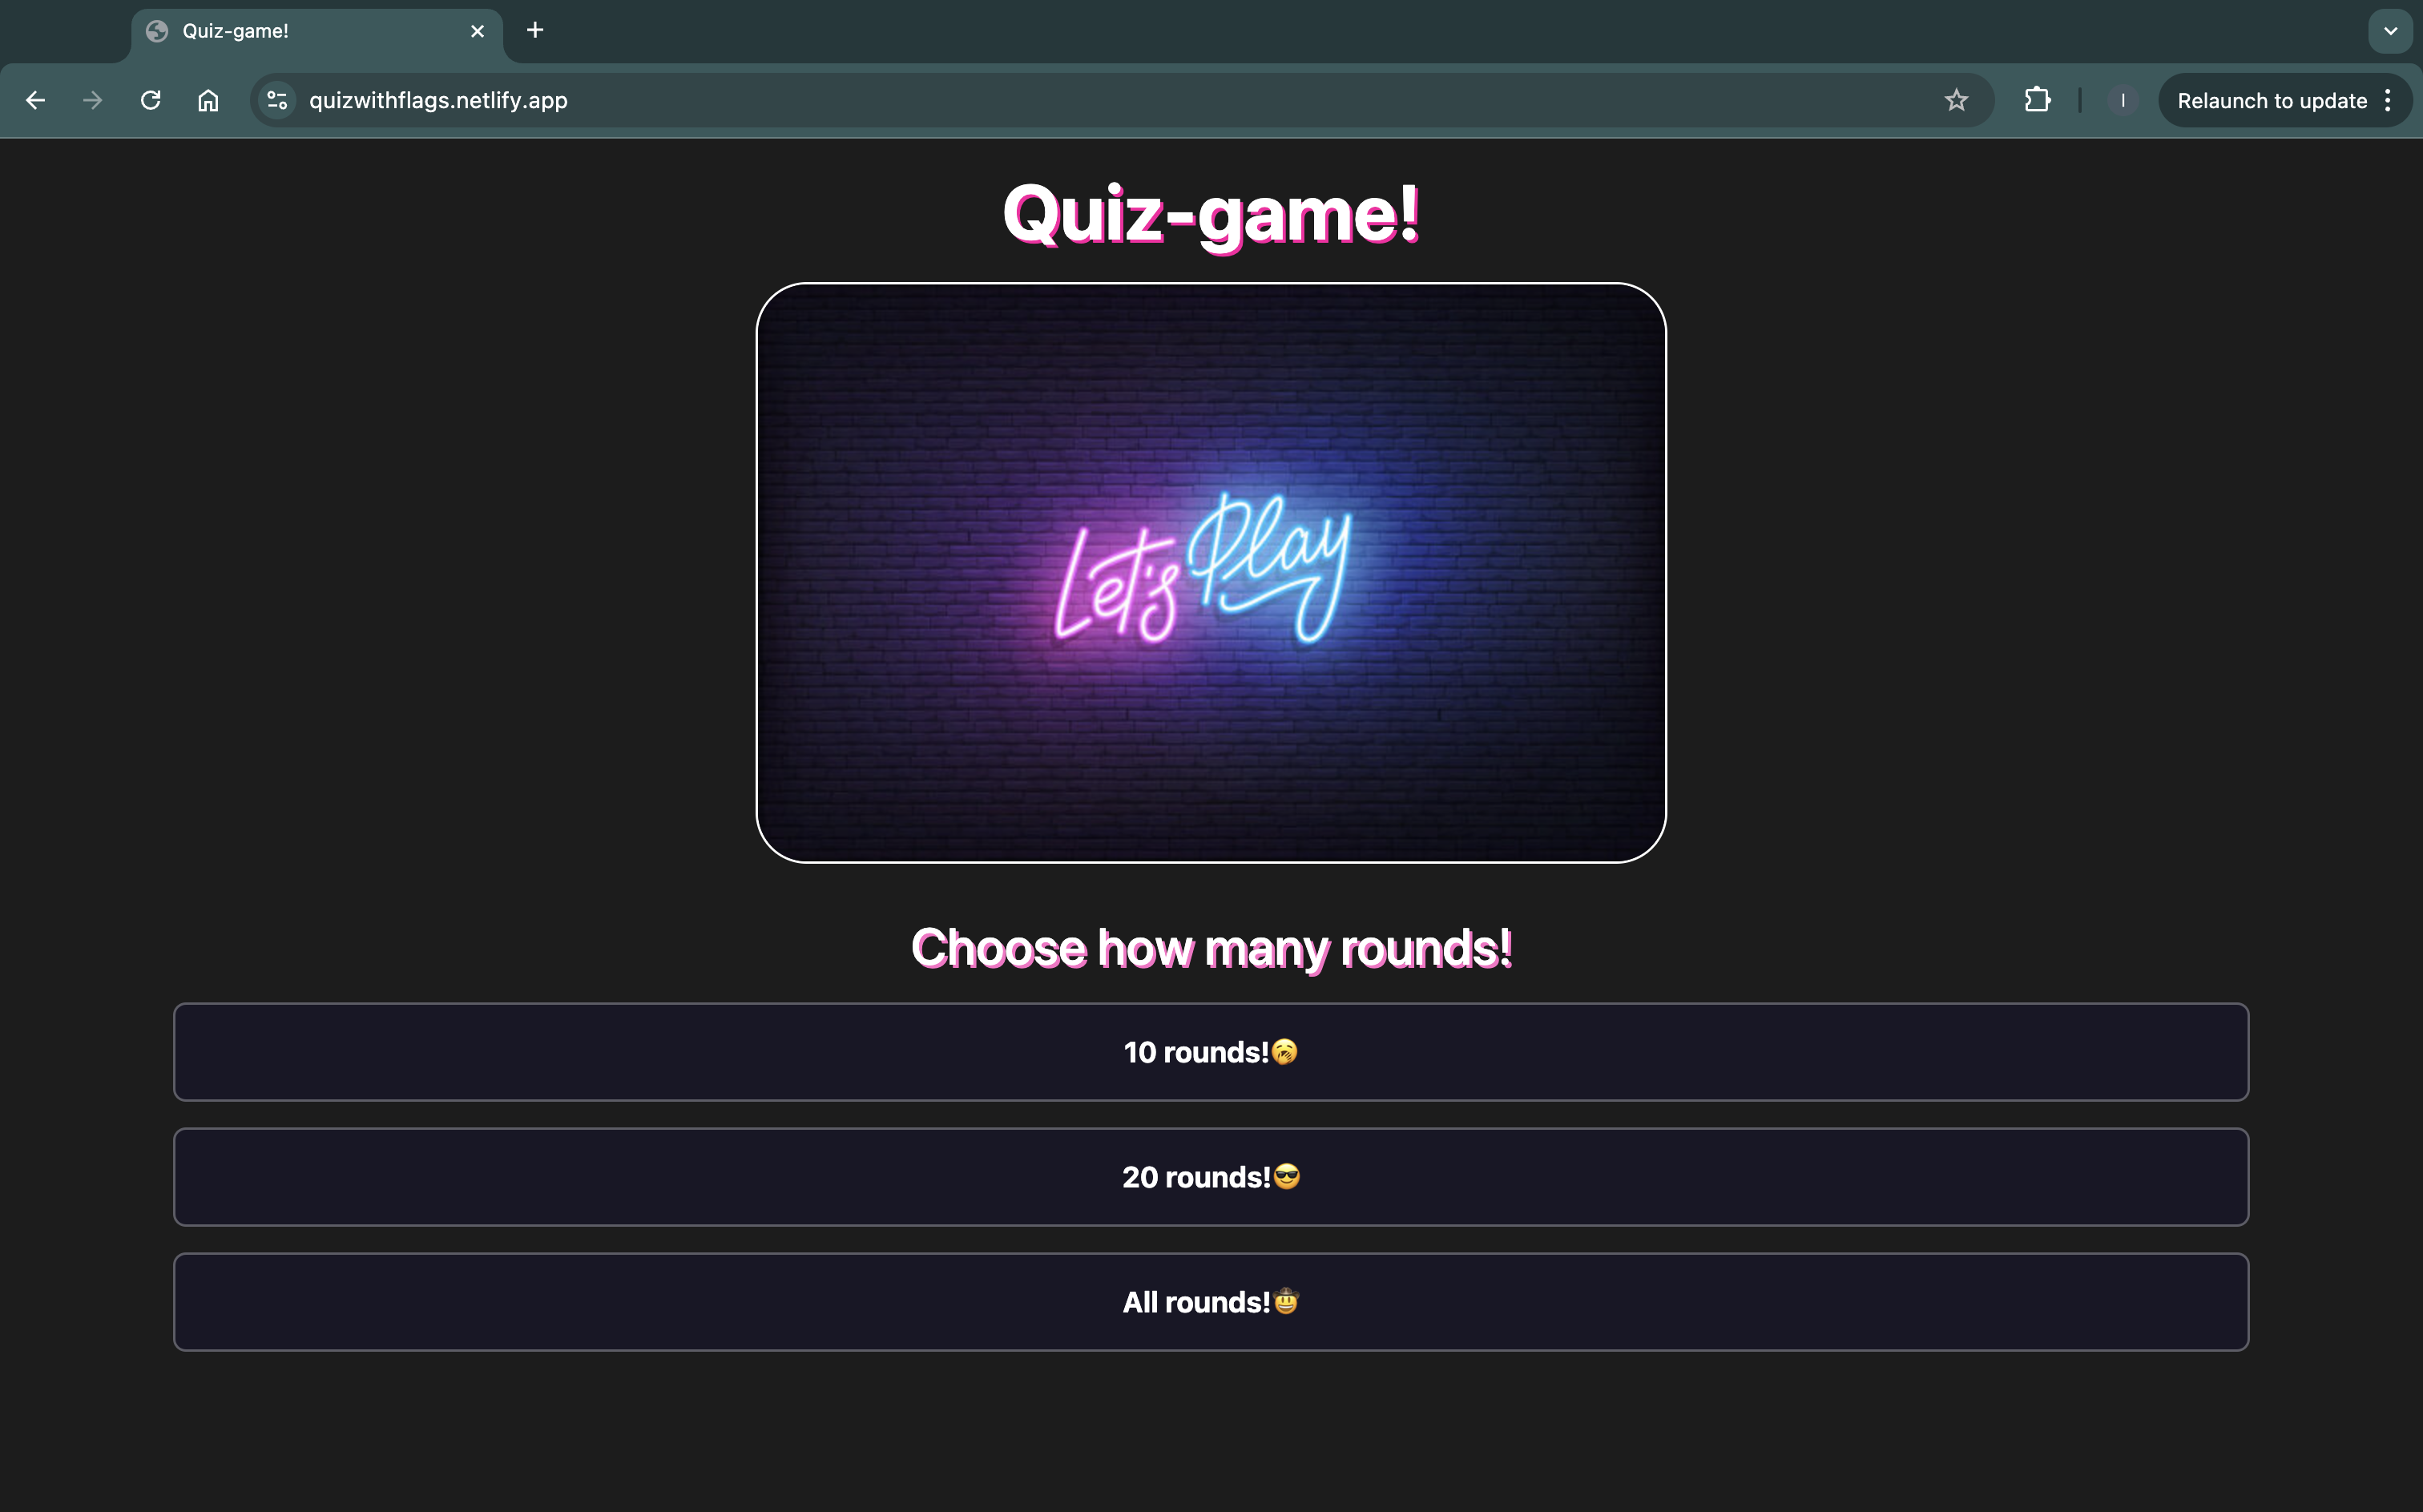 Quiz-game!
quizwithflags.netlify.app
I
Relaunch to update
Quiz-game!
Let's Play
Choose how many rounds!
10 rounds!🥱
20 rounds!😎
All rounds!🤠